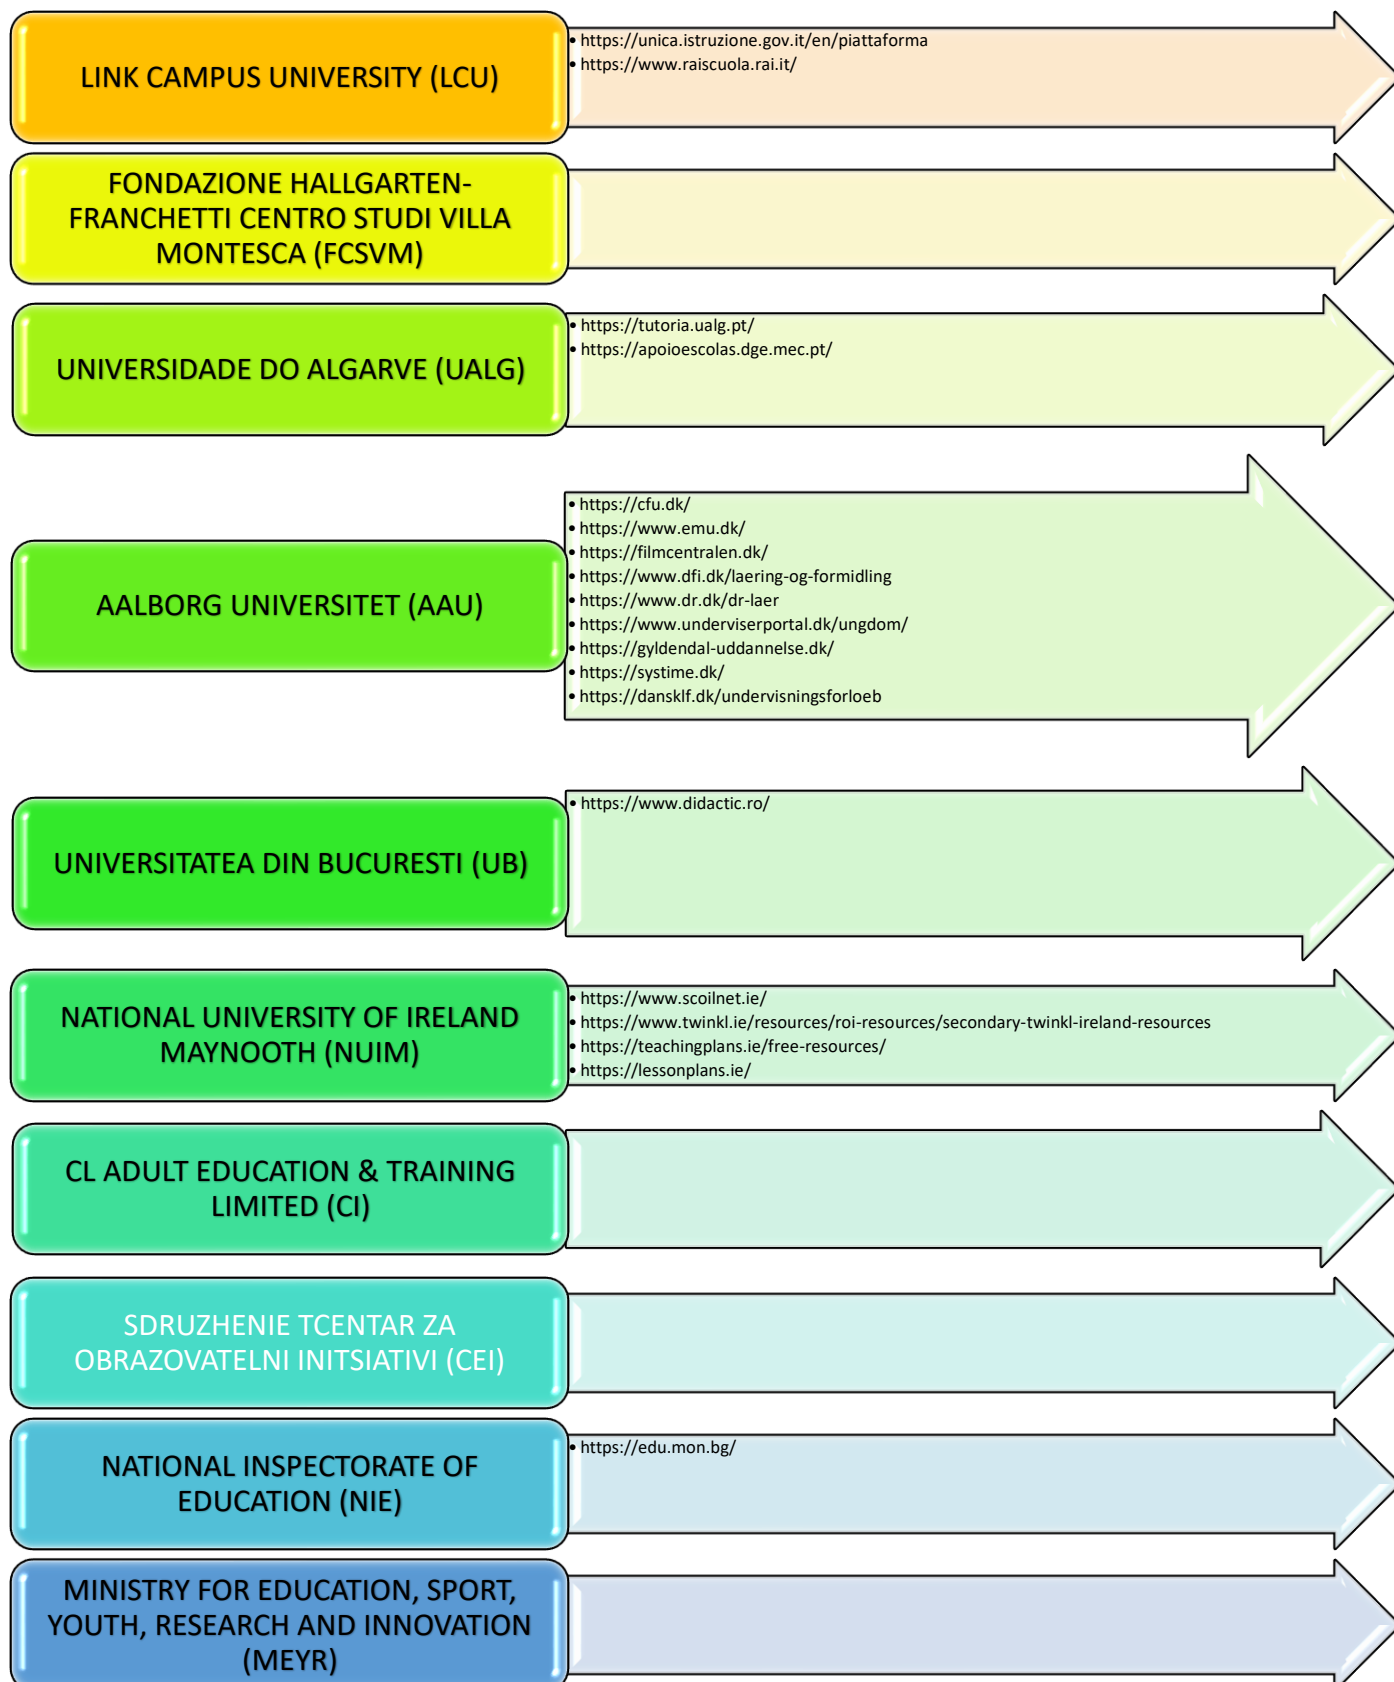 LINK CAMPUS UNIVERSITY (LCU)
• https://unica.istruzione.gov.it/en/piattaforma
• https://www.raiscuola.rai.it/
FONDAZIONE HALLGARTEN-
FRANCHETTI CENTRO STUDI VILLA
MONTESCA (FCSVM)
UNIVERSIDADE DO ALGARVE (UALG)
• https://tutoria.ualg.pt/
• https://apoioescolas.dge.mec.pt/
AALBORG UNIVERSITET (AAU)
• https://cfu.dk/
• https://www.emu.dk/
• https://filmcentralen.dk/
• https://www.dfi.dk/laering-og-formidling
• https://www.dr.dk/dr-laer
• https://www.underviserportal.dk/ungdom/
• https://gyldendal-uddannelse.dk/
• https://systime.dk/
• https://dansklf.dk/undervisningsforloeb
UNIVERSITATEA DIN BUCURESTI (UB)
• https://www.didactic.ro/
NATIONAL UNIVERSITY OF IRELAND
MAYNOOTH (NUIM)
• https://www.scoilnet.ie/
• https://www.twinkl.ie/resources/roi-resources/secondary-twinkl-ireland-resources
• https://teachingplans.ie/free-resources/
• https://lessonplans.ie/
CL ADULT EDUCATION & TRAINING
LIMITED (CI)
SDRUZHENIE TCENTAR ZA
OBRAZOVATELNI INITSIATIVI (CEI)
NATIONAL INSPECTORATE OF
EDUCATION (NIE)
• https://edu.mon.bg/
MINISTRY FOR EDUCATION, SPORT,
YOUTH, RESEARCH AND INNOVATION
(MEYR)